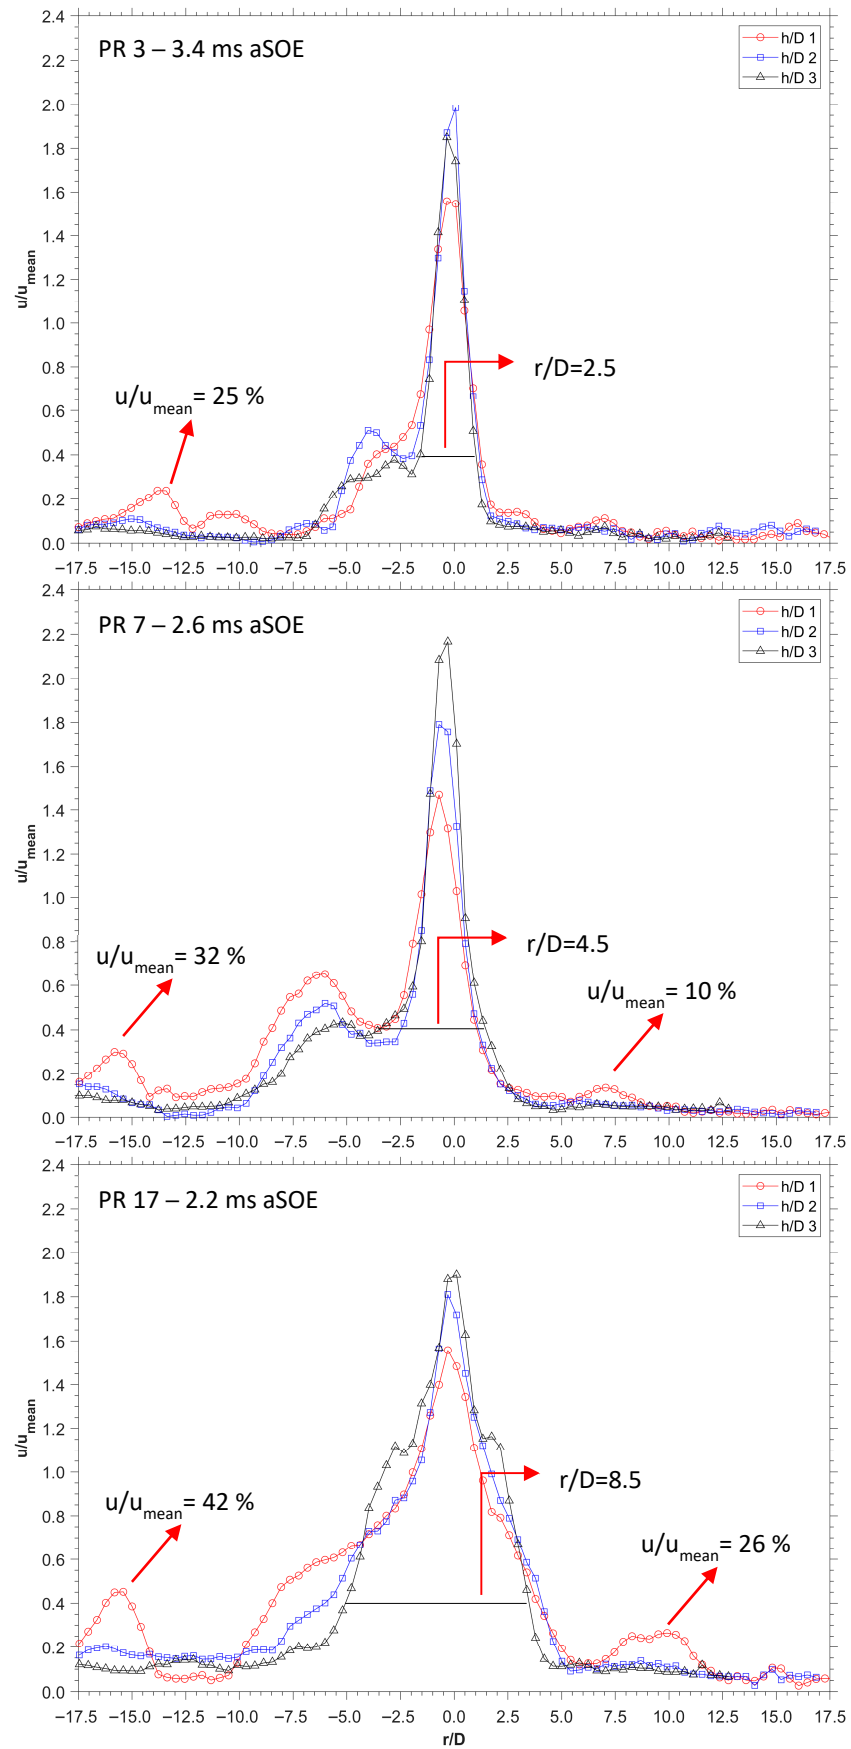 PR 3 – 3.4 ms aSOE
h/D 1
h/D 2
h/D 3
2.4
2.2
2.0
1.8
1.6
1.4
1.2
1.0
0.8
0.6
0.4
0.2
0.0
u/u_mean
r/D=2.5
u/u_mean= 25 %
−17.5 −15.0 −12.5 −10.0 −7.5 −5.0 −2.5 0.0 2.5 5.0 7.5 10.0 12.5 15.0 17.5
PR 7 – 2.6 ms aSOE
h/D 1
h/D 2
h/D 3
2.4
2.2
2.0
1.8
1.6
1.4
1.2
1.0
0.8
0.6
0.4
0.2
0.0
u/u_mean
r/D=4.5
u/u_mean= 32 %
u/u_mean= 10 %
−17.5 −15.0 −12.5 −10.0 −7.5 −5.0 −2.5 0.0 2.5 5.0 7.5 10.0 12.5 15.0 17.5
PR 17 – 2.2 ms aSOE
h/D 1
h/D 2
h/D 3
2.4
2.2
2.0
1.8
1.6
1.4
1.2
1.0
0.8
0.6
0.4
0.2
0.0
u/u_mean
r/D=8.5
u/u_mean= 42 %
u/u_mean= 26 %
−17.5 −15.0 −12.5 −10.0 −7.5 −5.0 −2.5 0.0 2.5 5.0 7.5 10.0 12.5 15.0 17.5
r/D